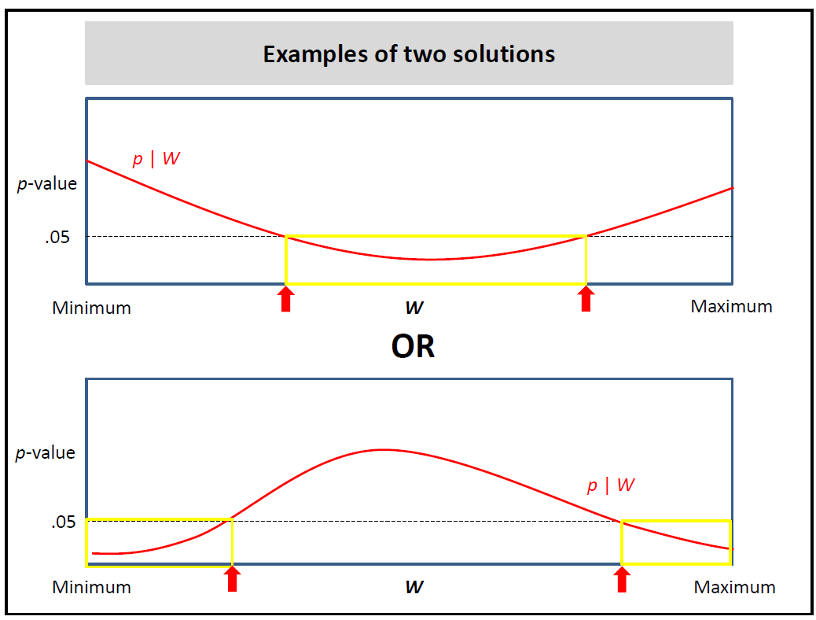 Examples of two solutions
p | W
p-value
.05
Minimum
W
Maximum
OR
p-value
p | W
.05
Minimum
W
Maximum